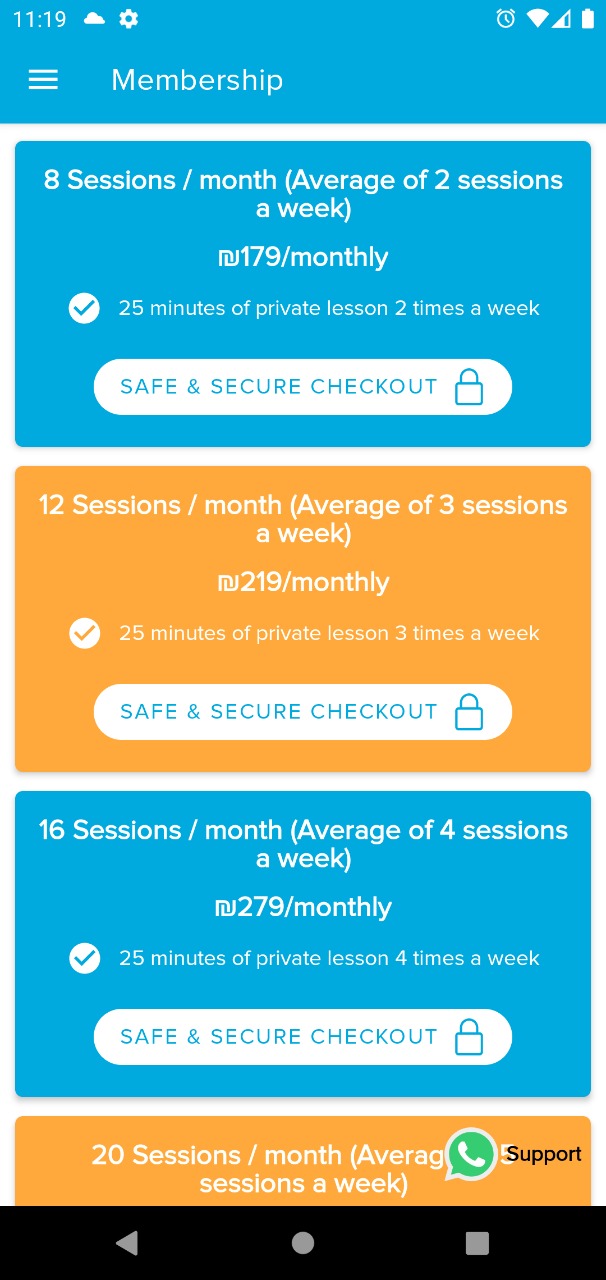 11:19
Membership
8 Sessions / month (Average of 2 sessions
a week)
₪179/monthly
25 minutes of private lesson 2 times a week
SAFE & SECURE CHECKOUT
12 Sessions / month (Average of 3 sessions
a week)
₪219/monthly
25 minutes of private lesson 3 times a week
SAFE & SECURE CHECKOUT
16 Sessions / month (Average of 4 sessions
a week)
₪279/monthly
25 minutes of private lesson 4 times a week
SAFE & SECURE CHECKOUT
20 Sessions / month (Averag 5
Support
sessions a week)